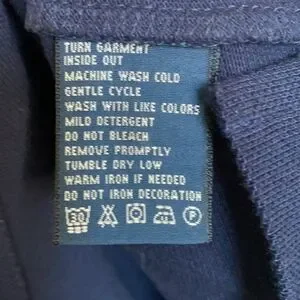 TURN GARMENT
INSIDE OUT
MACHINE WASH COLD
GENTLE CYCLE
WASH WITH LIKE COLORS
MILD DETERGENT
DO NOT BLEACH
REMOVE PROMPTLY
TUMBLE DRY LOW
WARM IRON IF NEEDED
DO NOT IRON DECORATION
30 P